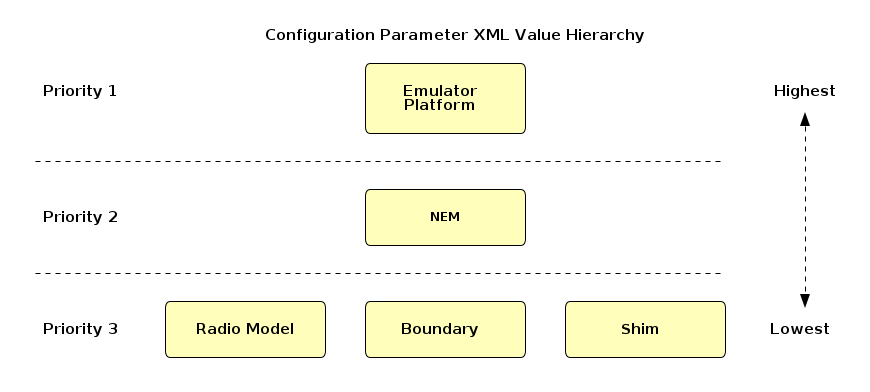 Configuration Parameter XML Value Hierarchy
Priority 1
Emulator
Platform
Highest
Priority 2
NEM
Priority 3
Radio Model
Boundary
Shim
Lowest